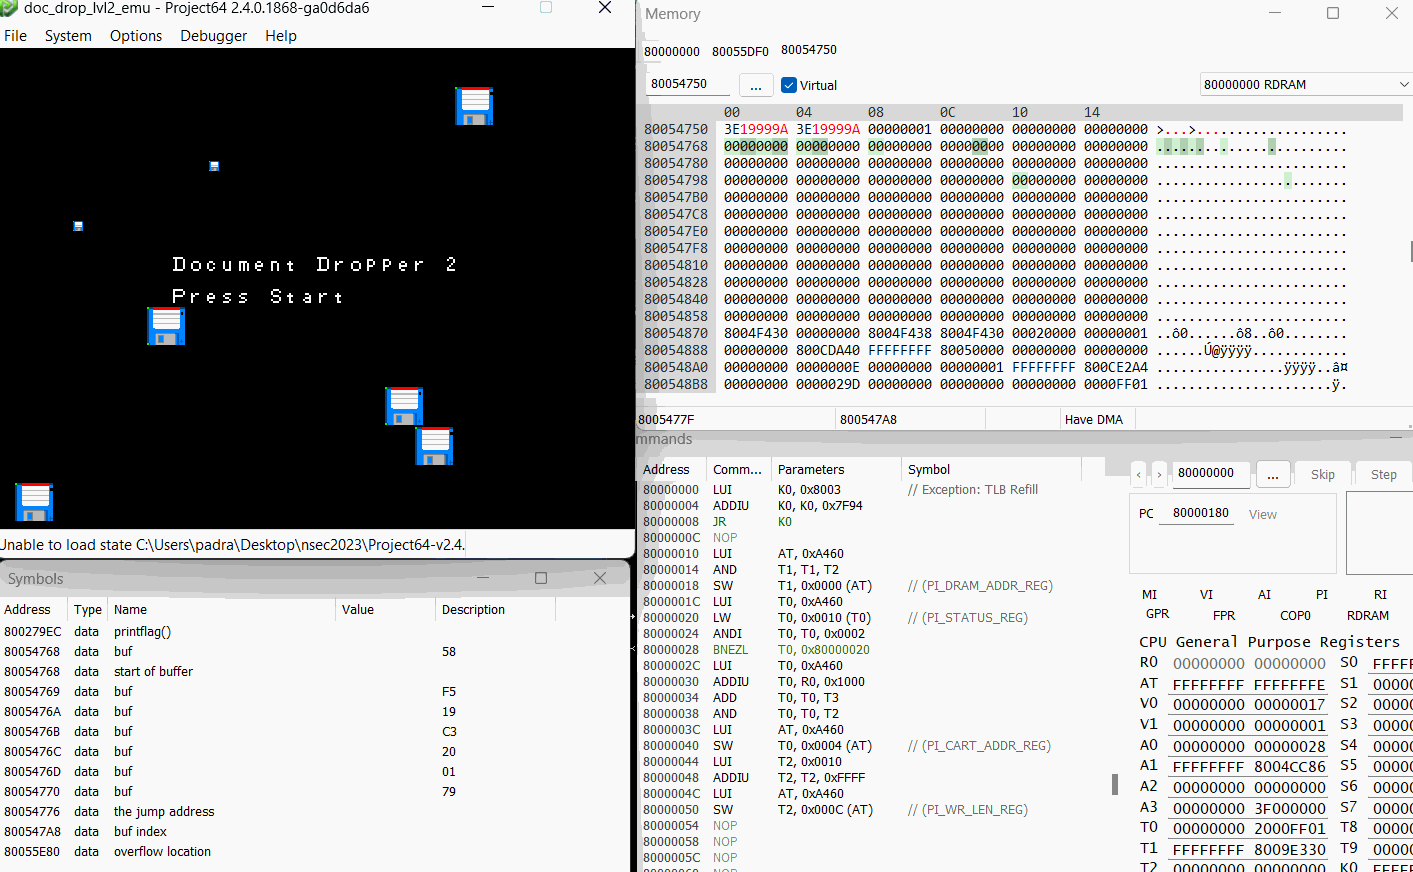 doc_drop_lvl2_emu - Project64 2.4.0.1868-ga0d6da6
File System Options Debugger Help
Document Dropper 2
Press Start
Unable to load state C:\Users\padra\Desktop\nsec2023\Project64-v2.4.
Symbols
Address Type Name Value Description
800279EC data printflag()
80054768 data buf 58
80054768 data start of buffer
80054769 data buf F5
8005476A data buf 19
8005476B data buf C3
8005476C data buf 20
8005476D data buf 01
80054770 data buf 79
80054776 data the jump address
800547A8 data buf index
80055E80 data overflow location
Memory
80000000 80055DF0 80054750
80054750 ... Virtual 80000000 RDRAM
00 04 08 0C 10 14
80054750 3E19999A 3E19999A 00000001 00000000 00000000 00000000 >...>...................
80054768 00000000 00000000 00000000 00000000 00000000 00000000 ........................
80054780 00000000 00000000 00000000 00000000 00000000 00000000 ........................
80054798 00000000 00000000 00000000 00000000 00000000 00000000 ........................
800547B0 00000000 00000000 00000000 00000000 00000000 00000000 ........................
800547C8 00000000 00000000 00000000 00000000 00000000 00000000 ........................
800547E0 00000000 00000000 00000000 00000000 00000000 00000000 ........................
800547F8 00000000 00000000 00000000 00000000 00000000 00000000 ........................
80054810 00000000 00000000 00000000 00000000 00000000 00000000 ........................
80054828 00000000 00000000 00000000 00000000 00000000 00000000 ........................
80054840 00000000 00000000 00000000 00000000 00000000 00000000 ........................
80054858 00000000 00000000 00000000 00000000 00000000 00000000 ........................
80054870 8004F430 00000000 8004F438 8004F430 00020000 00000001 ..ô0......ô8..ô0........
80054888 00000000 800CDA40 FFFFFFFF 80050000 00000000 00000000 ......Ú@ÿÿÿÿ............
800548A0 00000000 0000000E 00000000 00000001 FFFFFFFF 800CE2A4 ................ÿÿÿÿ..â¤
800548B8 00000000 0000029D 00000000 00000000 00000000 0000FF01 ......................ÿ.
8005477F 800547A8 Have DMA
mmands
Address Comm... Parameters Symbol
80000000 LUI K0, 0x8003 // Exception: TLB Refill
80000004 ADDIU K0, K0, 0x7F94
80000008 JR K0
8000000C NOP
80000010 LUI AT, 0xA460
80000014 AND T1, T1, T2
80000018 SW T1, 0x0000 (AT) // (PI_DRAM_ADDR_REG)
8000001C LUI T0, 0xA460
80000020 LW T0, 0x0010 (T0) // (PI_STATUS_REG)
80000024 ANDI T0, T0, 0x0002
80000028 BNEZL T0, 0x80000020
8000002C LUI T0, 0xA460
80000030 ADDIU T0, R0, 0x1000
80000034 ADD T0, T0, T3
80000038 AND T0, T0, T2
8000003C LUI AT, 0xA460
80000040 SW T0, 0x0004 (AT) // (PI_CART_ADDR_REG)
80000044 LUI T2, 0x0010
80000048 ADDIU T2, T2, 0xFFFF
8000004C LUI AT, 0xA460
80000050 SW T2, 0x000C (AT) // (PI_WR_LEN_REG)
80000054 NOP
80000058 NOP
8000005C NOP
‹ › 80000000 ... Skip Step
PC 80000180 View
MI VI AI PI RI
GPR FPR COP0 RDRAM
CPU General Purpose Registers
R0 00000000 00000000 S0 FFFFF
AT FFFFFFFF FFFFFFFE S1 0000
V0 00000000 00000017 S2 0000
V1 00000000 00000001 S3 0000
A0 00000000 00000028 S4 0000
A1 FFFFFFFF 8004CC86 S5 0000
A2 00000000 00000000 S6 0000
A3 00000000 3F000000 S7 0000
T0 00000000 2000FF01 T8 0000
T1 FFFFFFFF 8009E330 T9 0000
T2 00000000 00000000 K0 FFFF